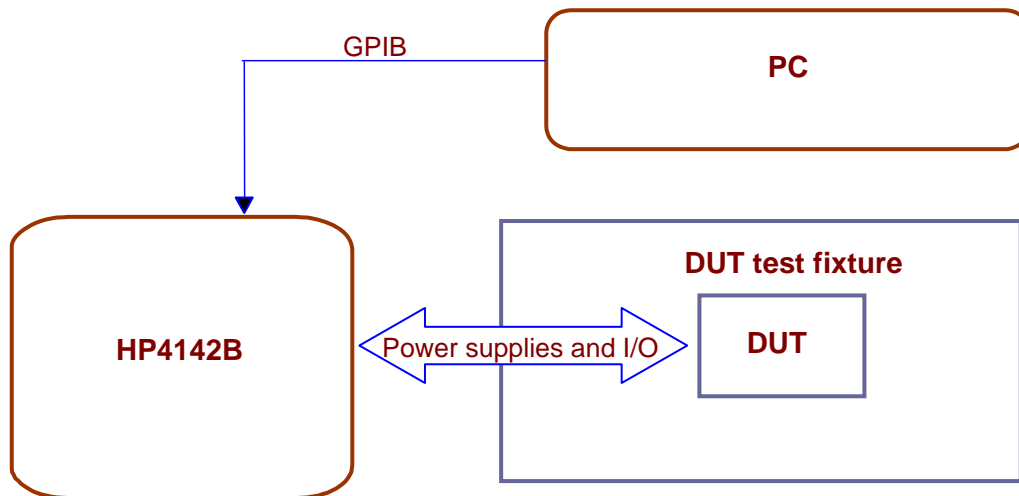 GPIB
PC
DUT test fixture
HP4142B
Power supplies and I/O
DUT